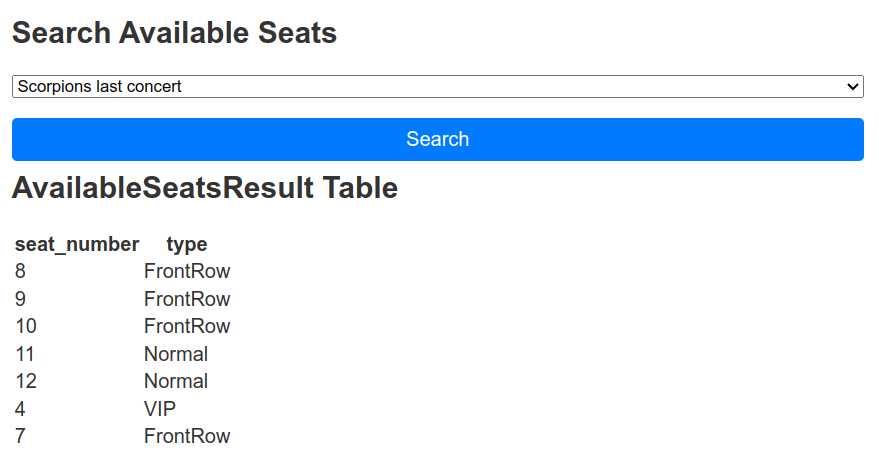 Search Available Seats
Scorpions last concert
Search
AvailableSeatsResult Table
seat_number type
8 FrontRow
9 FrontRow
10 FrontRow
11 Normal
12 Normal
4 VIP
7 FrontRow